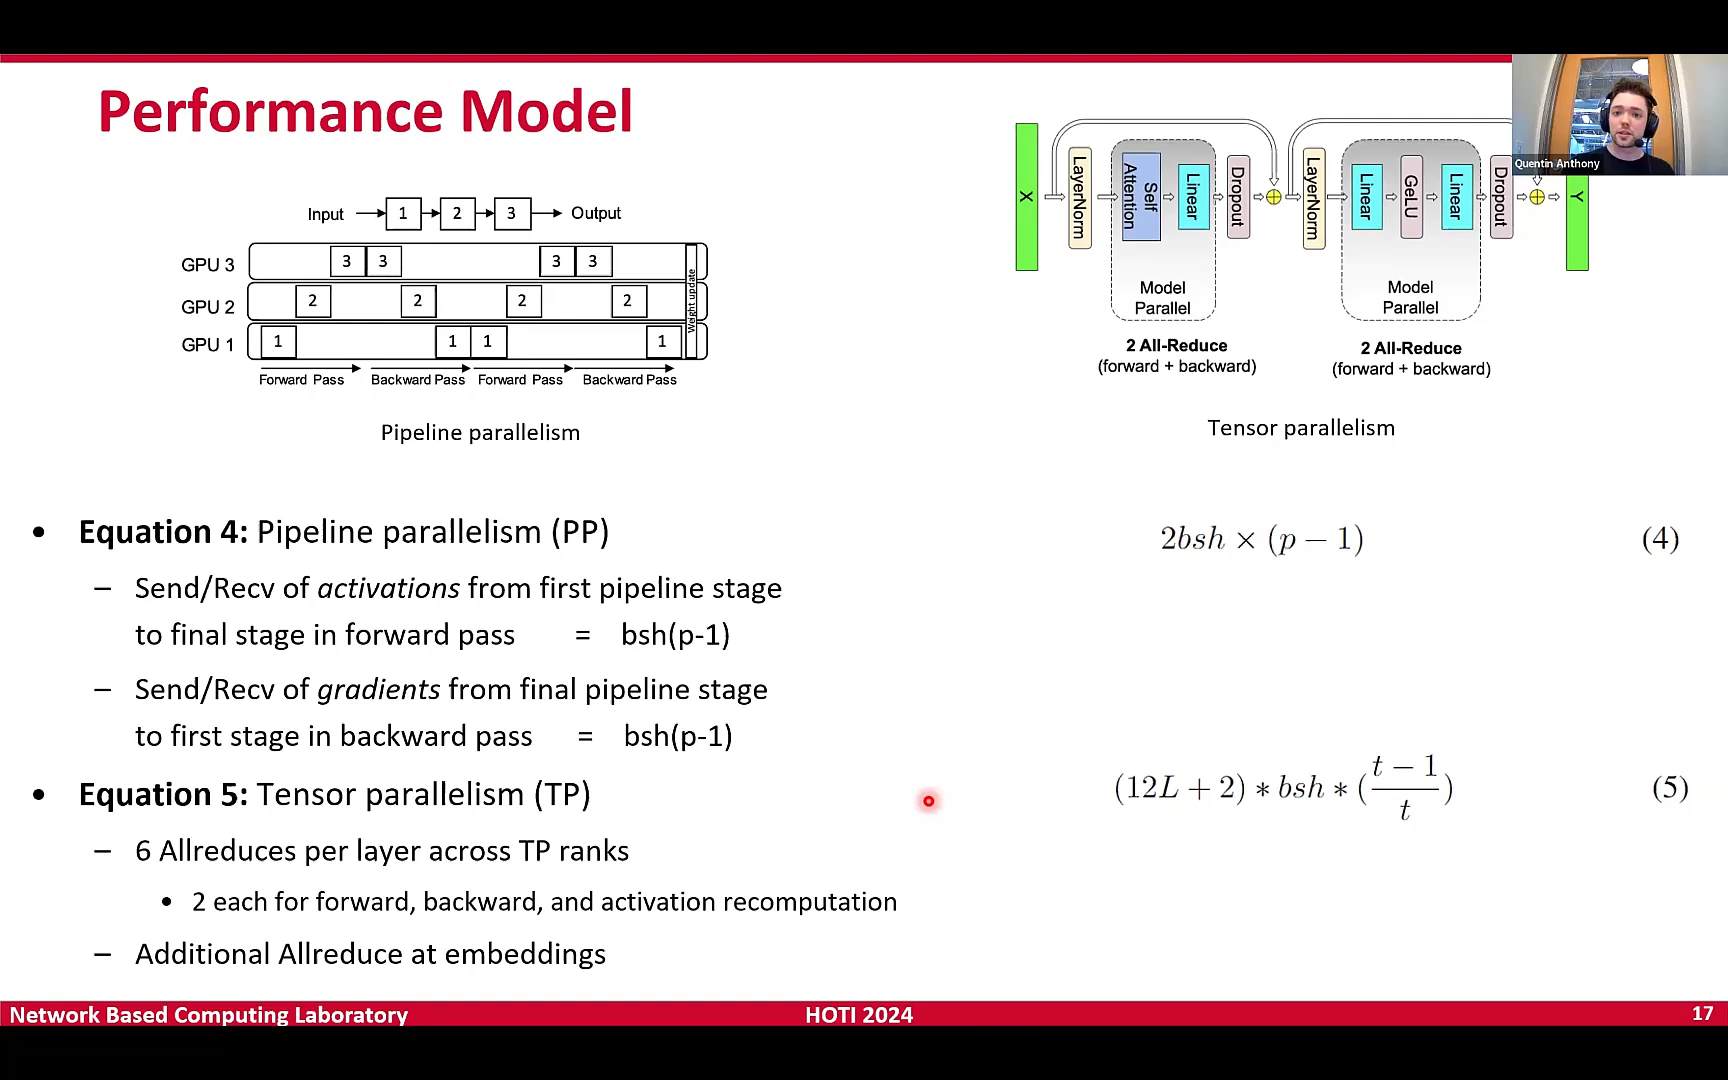 Performance Model
Quentin Anthony
Input 1 2 3 Output
GPU 3 3 3 3 3
GPU 2 2 2 2 2
GPU 1 1 1 1 1
Weight update
Forward Pass Backward Pass Forward Pass Backward Pass
Pipeline parallelism
X LayerNorm Self Attention Linear Dropout LayerNorm Linear GeLU Linear Dropout Y
Model Parallel
Model Parallel
2 All-Reduce
(forward + backward)
2 All-Reduce
(forward + backward)
Tensor parallelism
• Equation 4: Pipeline parallelism (PP)
2bsh × (p − 1) (4)
– Send/Recv of activations from first pipeline stage
to final stage in forward pass = bsh(p-1)
– Send/Recv of gradients from final pipeline stage
to first stage in backward pass = bsh(p-1)
• Equation 5: Tensor parallelism (TP)
(12L + 2) ∗ bsh ∗ (t − 1 / t) (5)
– 6 Allreduces per layer across TP ranks
• 2 each for forward, backward, and activation recomputation
– Additional Allreduce at embeddings
Network Based Computing Laboratory HOTI 2024 17